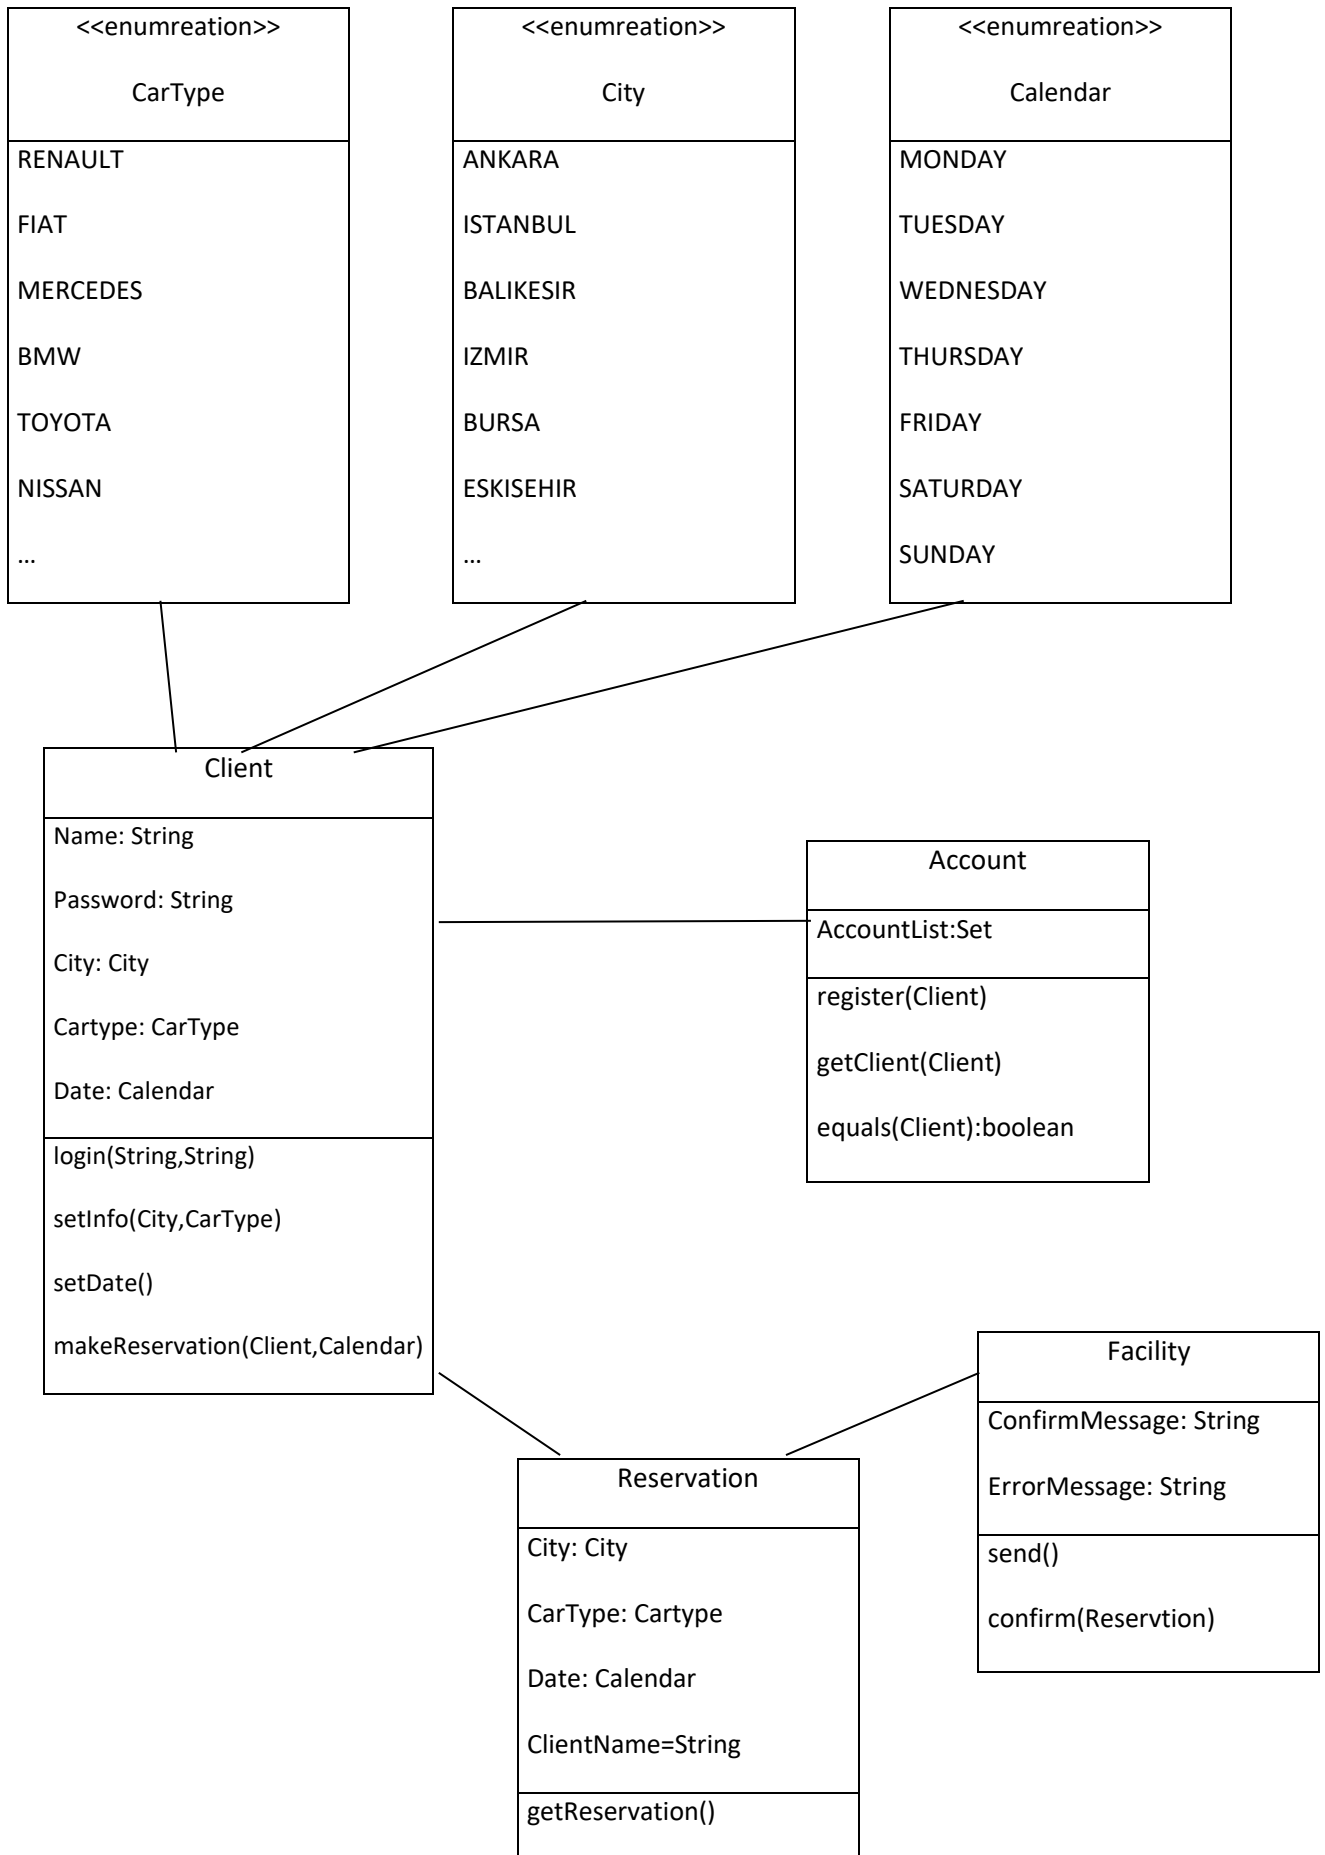 <<enumreation>>
CarType
RENAULT
FIAT
MERCEDES
BMW
TOYOTA
NISSAN
...
<<enumreation>>
City
ANKARA
ISTANBUL
BALIKESIR
IZMIR
BURSA
ESKISEHIR
...
<<enumreation>>
Calendar
MONDAY
TUESDAY
WEDNESDAY
THURSDAY
FRIDAY
SATURDAY
SUNDAY
Client
Name: String
Password: String
City: City
Cartype: CarType
Date: Calendar
login(String,String)
setInfo(City,CarType)
setDate()
makeReservation(Client,Calendar)
Account
AccountList:Set
register(Client)
getClient(Client)
equals(Client):boolean
Facility
ConfirmMessage: String
ErrorMessage: String
send()
confirm(Reservtion)
Reservation
City: City
CarType: Cartype
Date: Calendar
ClientName=String
getReservation()